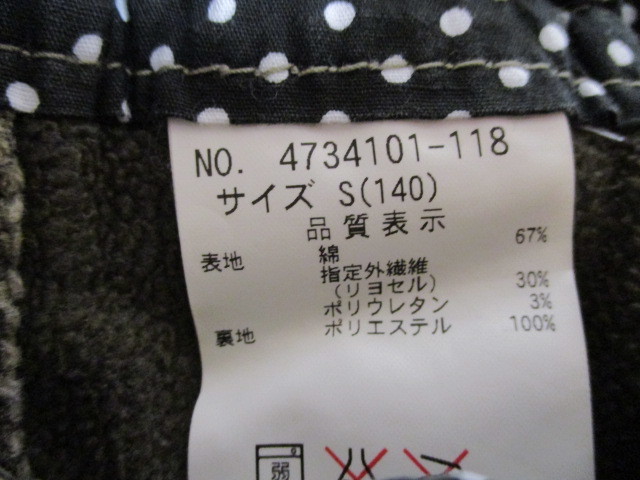 NO. 4734101-118
サイズ S(140)
品質表示
表地 綿 67%
指定外繊維
(リヨセル) 30%
ポリウレタン 3%
裏地 ポリエステル 100%
弱